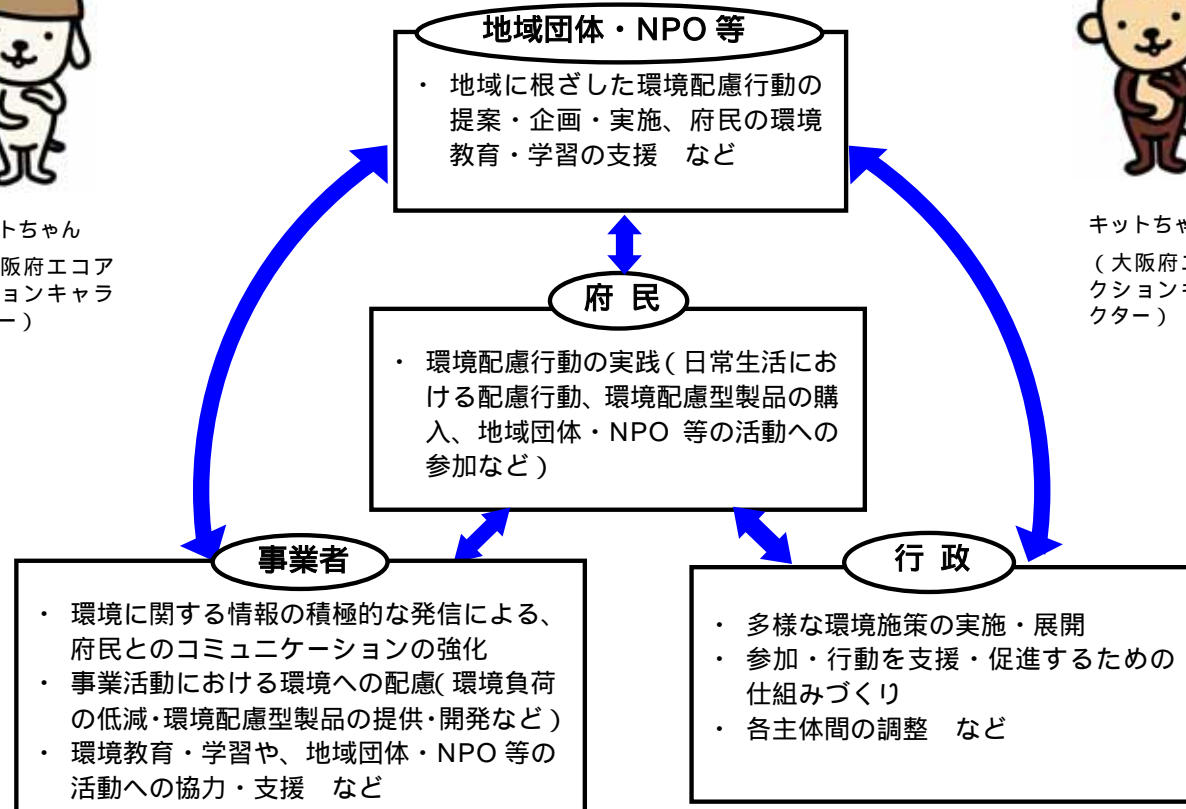 地域団体・NPO 等
・ 地域に根ざした環境配慮行動の
提案・企画・実施、府民の環境
教育・学習の支援 など
トちゃん
阪府エコア
ョンキャラ
ー）
キットちゃ
（大阪府エ
クションキ
クター）
府 民
・ 環境配慮行動の実践（日常生活にお
ける配慮行動、環境配慮型製品の購
入、地域団体・NPO 等の活動への
参加など）
事業者
・ 環境に関する情報の積極的な発信による、
府民とのコミュニケーションの強化
・ 事業活動における環境への配慮（環境負荷
の低減・環境配慮型製品の提供・開発など）
・ 環境教育・学習や、地域団体・NPO 等の
活動への協力・支援 など
行 政
・ 多様な環境施策の実施・展開
・ 参加・行動を支援・促進するための
仕組みづくり
・ 各主体間の調整 など